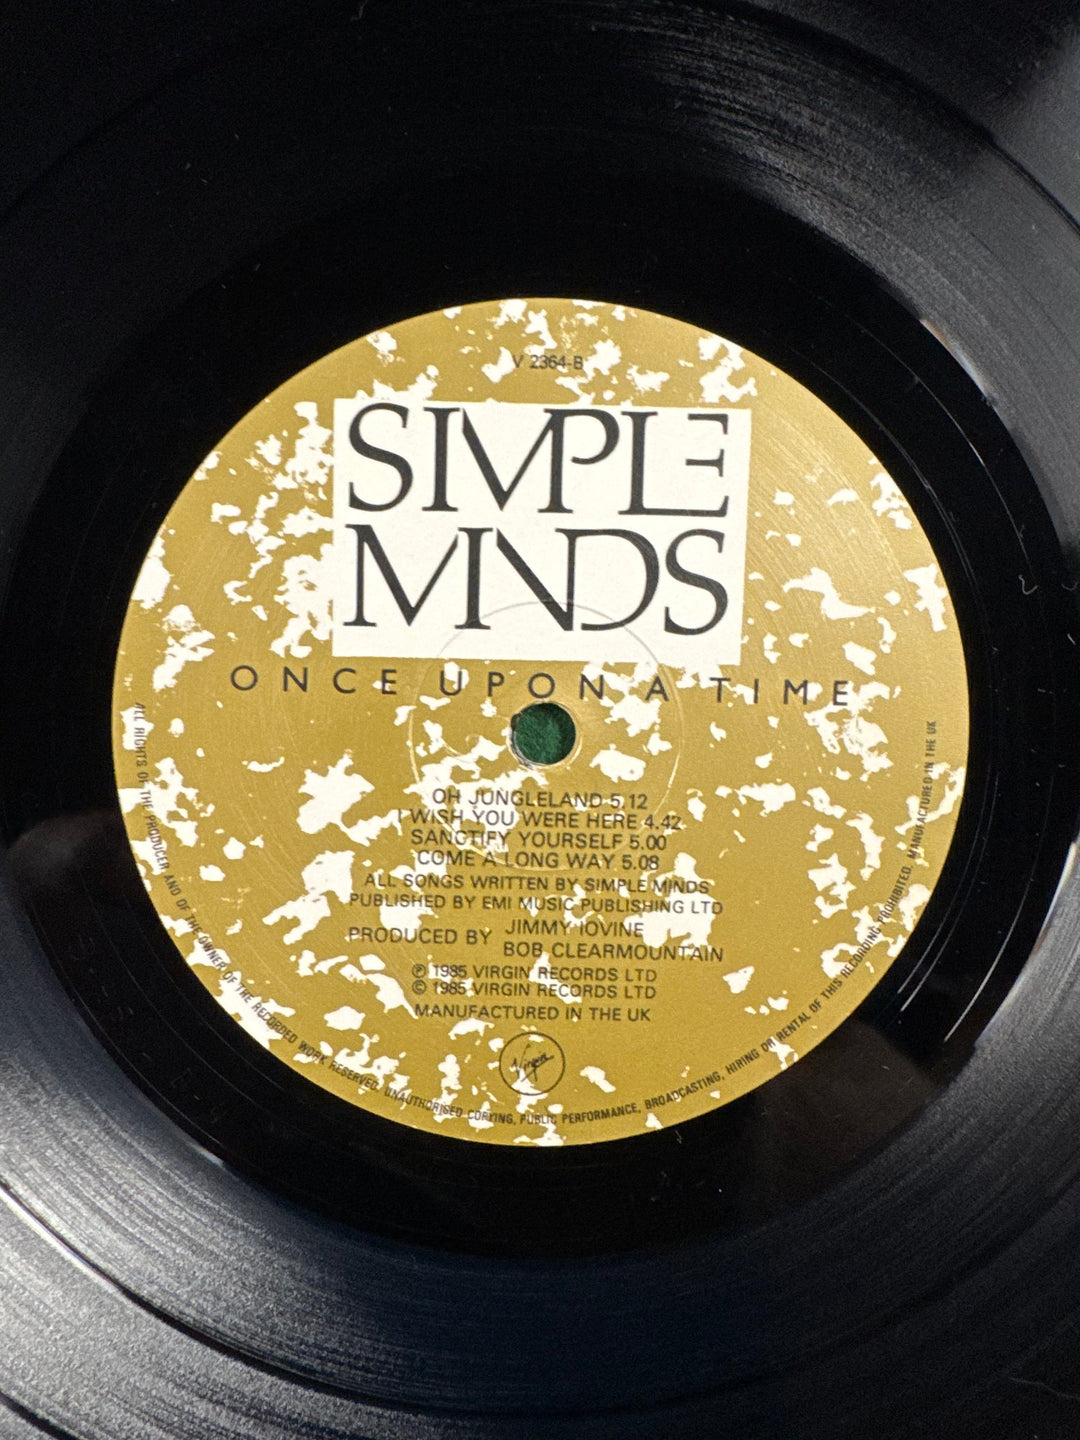 V 2364-B
SIMPLE
MINDS
ONCE UPON A TIME
OH JUNGLELAND 5.12
I WISH YOU WERE HERE 4.42
SANCTIFY YOURSELF 5.00
COME A LONG WAY 5.08
ALL SONGS WRITTEN BY SIMPLE MINDS
PUBLISHED BY EMI MUSIC PUBLISHING LTD
PRODUCED BY JIMMY IOVINE
BOB CLEARMOUNTAIN
℗ 1985 VIRGIN RECORDS LTD
© 1985 VIRGIN RECORDS LTD
MANUFACTURED IN THE UK
Virgin
ALL RIGHTS OF THE PRODUCER AND OF THE OWNER OF THE RECORDED WORK RESERVED. UNAUTHORISED COPYING, PUBLIC PERFORMANCE, BROADCASTING, HIRING OR RENTAL OF THIS RECORDING PROHIBITED. MANUFACTURED IN THE UK